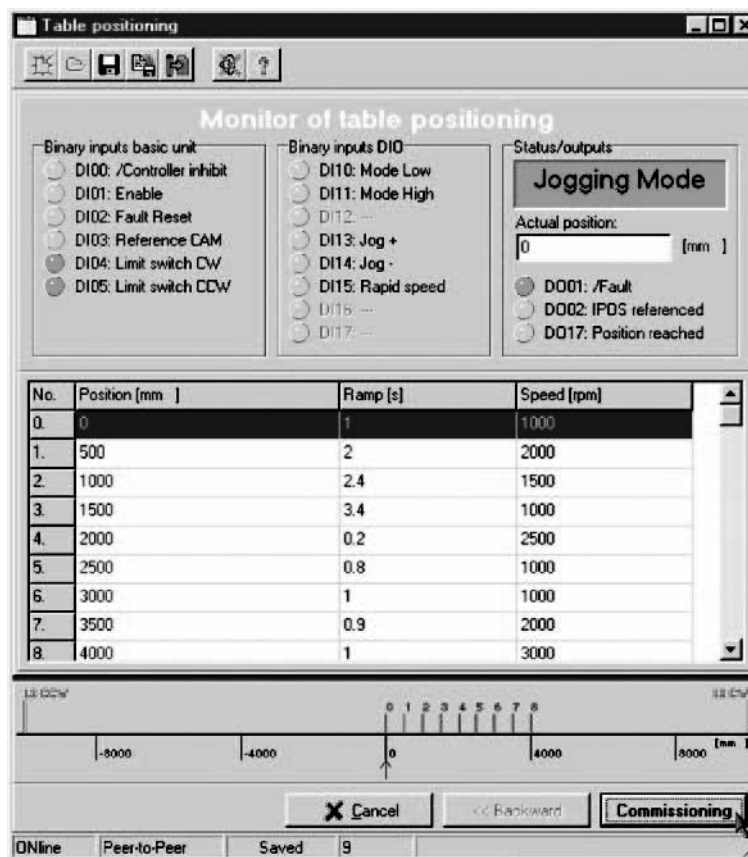 Table positioning
Monitor of table positioning
Binary inputs basic unit
DI00: /Controller inhibit
DI01: Enable
DI02: Fault Reset
DI03: Reference CAM
DI04: Limit switch CW
DI05: Limit switch CCW
Binary inputs DIO
DI10: Mode Low
DI11: Mode High
DI12: ---
DI13: Jog +
DI14: Jog -
DI15: Rapid speed
DI16: ---
DI17: ---
Status/outputs
Jogging Mode
Actual position:
0 [mm ]
DO01: /Fault
DO02: IPOS referenced
DO17: Position reached
No. Position [mm ] Ramp [s] Speed [rpm]
0. 0 1 1000
1. 500 2 2000
2. 1000 2.4 1500
3. 1500 3.4 1000
4. 2000 0.2 2500
5. 2500 0.8 1000
6. 3000 1 1000
7. 3500 0.9 2000
8. 4000 1 3000
LS CCW LS CW
0 1 2 3 4 5 6 7 8
-8000 -4000 0 4000 8000 [mm ]
Cancel << Backward Commissioning
ONline Peer-to-Peer Saved 9